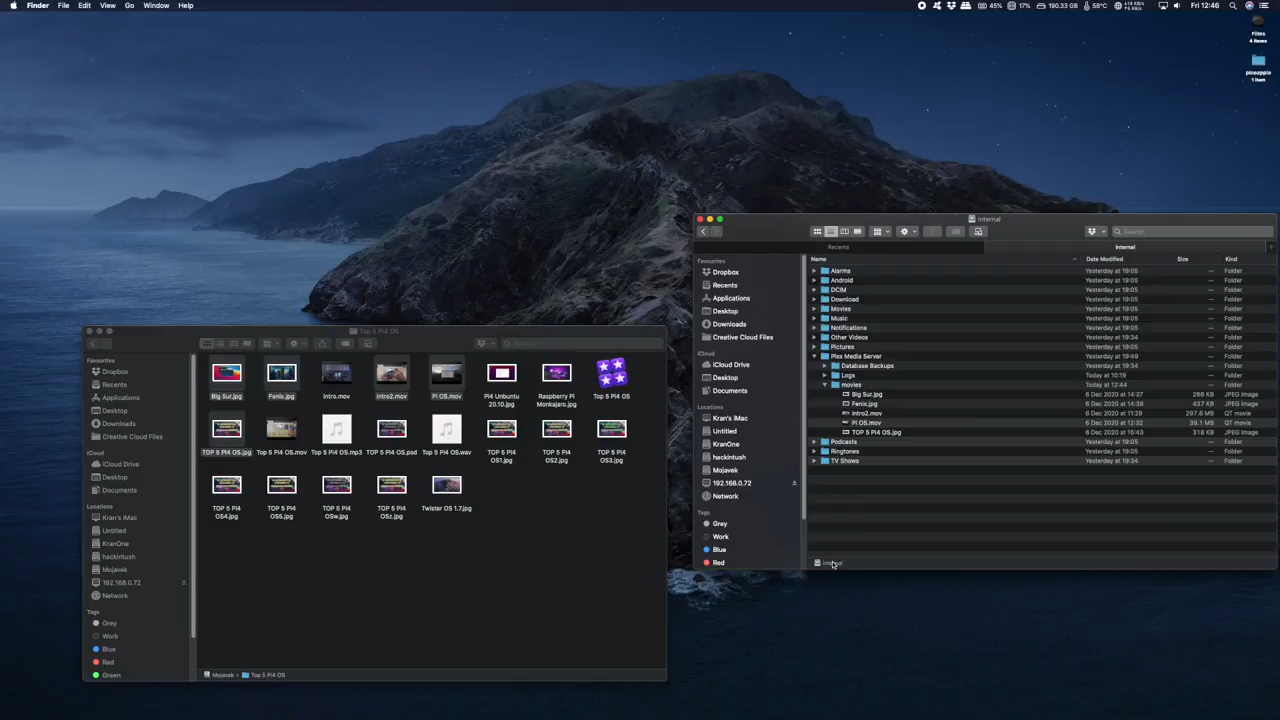 Finder File Edit View Go Window Help
45% 17% 190.33 GB 58°C Fri 12:46
Films
4 items
pineapple
1 item
Internal
Search
Recents Internal
Favourites
Dropbox
Recents
Applications
Desktop
Downloads
Creative Cloud Files
iCloud
iCloud Drive
Desktop
Documents
Locations
Kran's iMac
Untitled
KranOne
hackintush
Mojavek
192.168.0.72
Network
Tags
Grey
Work
Blue
Red
Name Date Modified Size Kind
Alarms Yesterday at 19:05 -- Folder
Android Yesterday at 19:05 -- Folder
DCIM Yesterday at 19:05 -- Folder
Download Yesterday at 19:05 -- Folder
Movies Yesterday at 19:05 -- Folder
Music Yesterday at 19:05 -- Folder
Notifications Yesterday at 19:05 -- Folder
Other Videos Yesterday at 19:34 -- Folder
Pictures Yesterday at 19:05 -- Folder
Plex Media Server Yesterday at 19:49 -- Folder
Database Backups Yesterday at 19:34 -- Folder
Logs Today at 10:19 -- Folder
movies Today at 12:44 -- Folder
Big Sur.jpg 6 Dec 2020 at 14:37 266 KB JPEG image
Fenix.jpg 6 Dec 2020 at 14:38 437 KB JPEG image
intro2.mov 6 Dec 2020 at 11:29 297.6 MB QT movie
Pi OS.mov 6 Dec 2020 at 12:32 39.1 MB QT movie
TOP 5 Pi4 OS.jpg 6 Dec 2020 at 15:43 318 KB JPEG image
Podcasts Yesterday at 19:05 -- Folder
Ringtones Yesterday at 19:05 -- Folder
TV Shows Yesterday at 19:34 -- Folder
Internal
Top 5 Pi4 OS
Search
Favourites
Dropbox
Recents
Applications
Desktop
Downloads
Creative Cloud Files
iCloud
iCloud Drive
Desktop
Documents
Locations
Kran's iMac
Untitled
KranOne
hackintush
Mojavek
192.168.0.72
Network
Tags
Grey
Work
Blue
Red
Green
Big Sur.jpg Fenix.jpg intro.mov intro2.mov Pi OS.mov Pi4 Unbuntu 20.10.jpg Raspberry Pi Monkajaro.jpg Top 5 Pi4 OS
TOP 5 Pi4 OS.jpg Top 5 Pi4 OS.mov Top 5 Pi4 OS.mp3 TOP 5 Pi4 OS.psd Top 5 Pi4 OS.wav TOP 5 Pi4 OS1.jpg TOP 5 Pi4 OS2.jpg TOP 5 Pi4 OS3.jpg
TOP 5 Pi4 OS4.jpg TOP 5 Pi4 OS5.jpg TOP 5 Pi4 OSw.jpg TOP 5 Pi4 OSz.jpg Twister OS 1.7.jpg
Mojavek Top 5 Pi4 OS